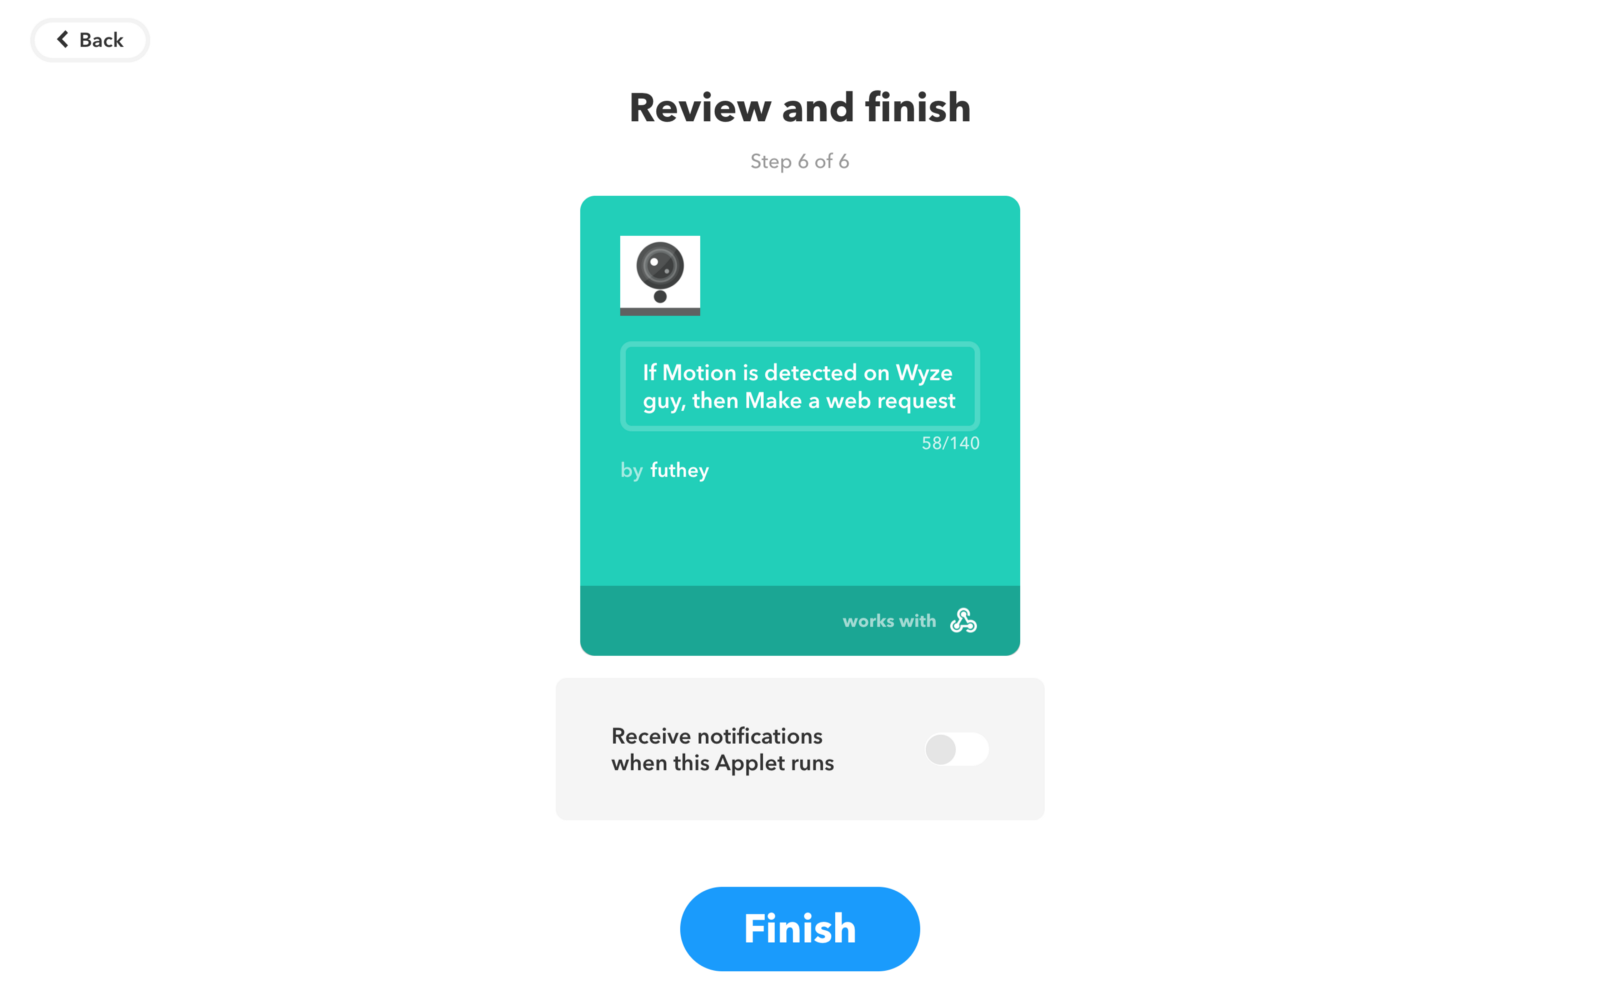 Back
Review and finish
Step 6 of 6
If Motion is detected on Wyze
guy, then Make a web request
58/140
by futhey
works with
Receive notifications
when this Applet runs
Finish